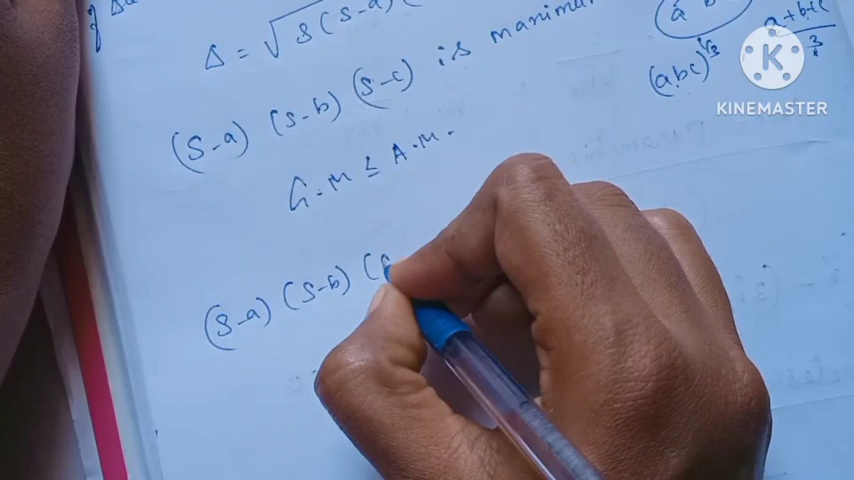 Δ = √s(s-a)(
(s-a) (s-b) (s-c) is maximum
G.M ≤ A.M.
(s-a) (s-b) (s
a b
(abc)^1/3
a+b+c
3
KINEMASTER